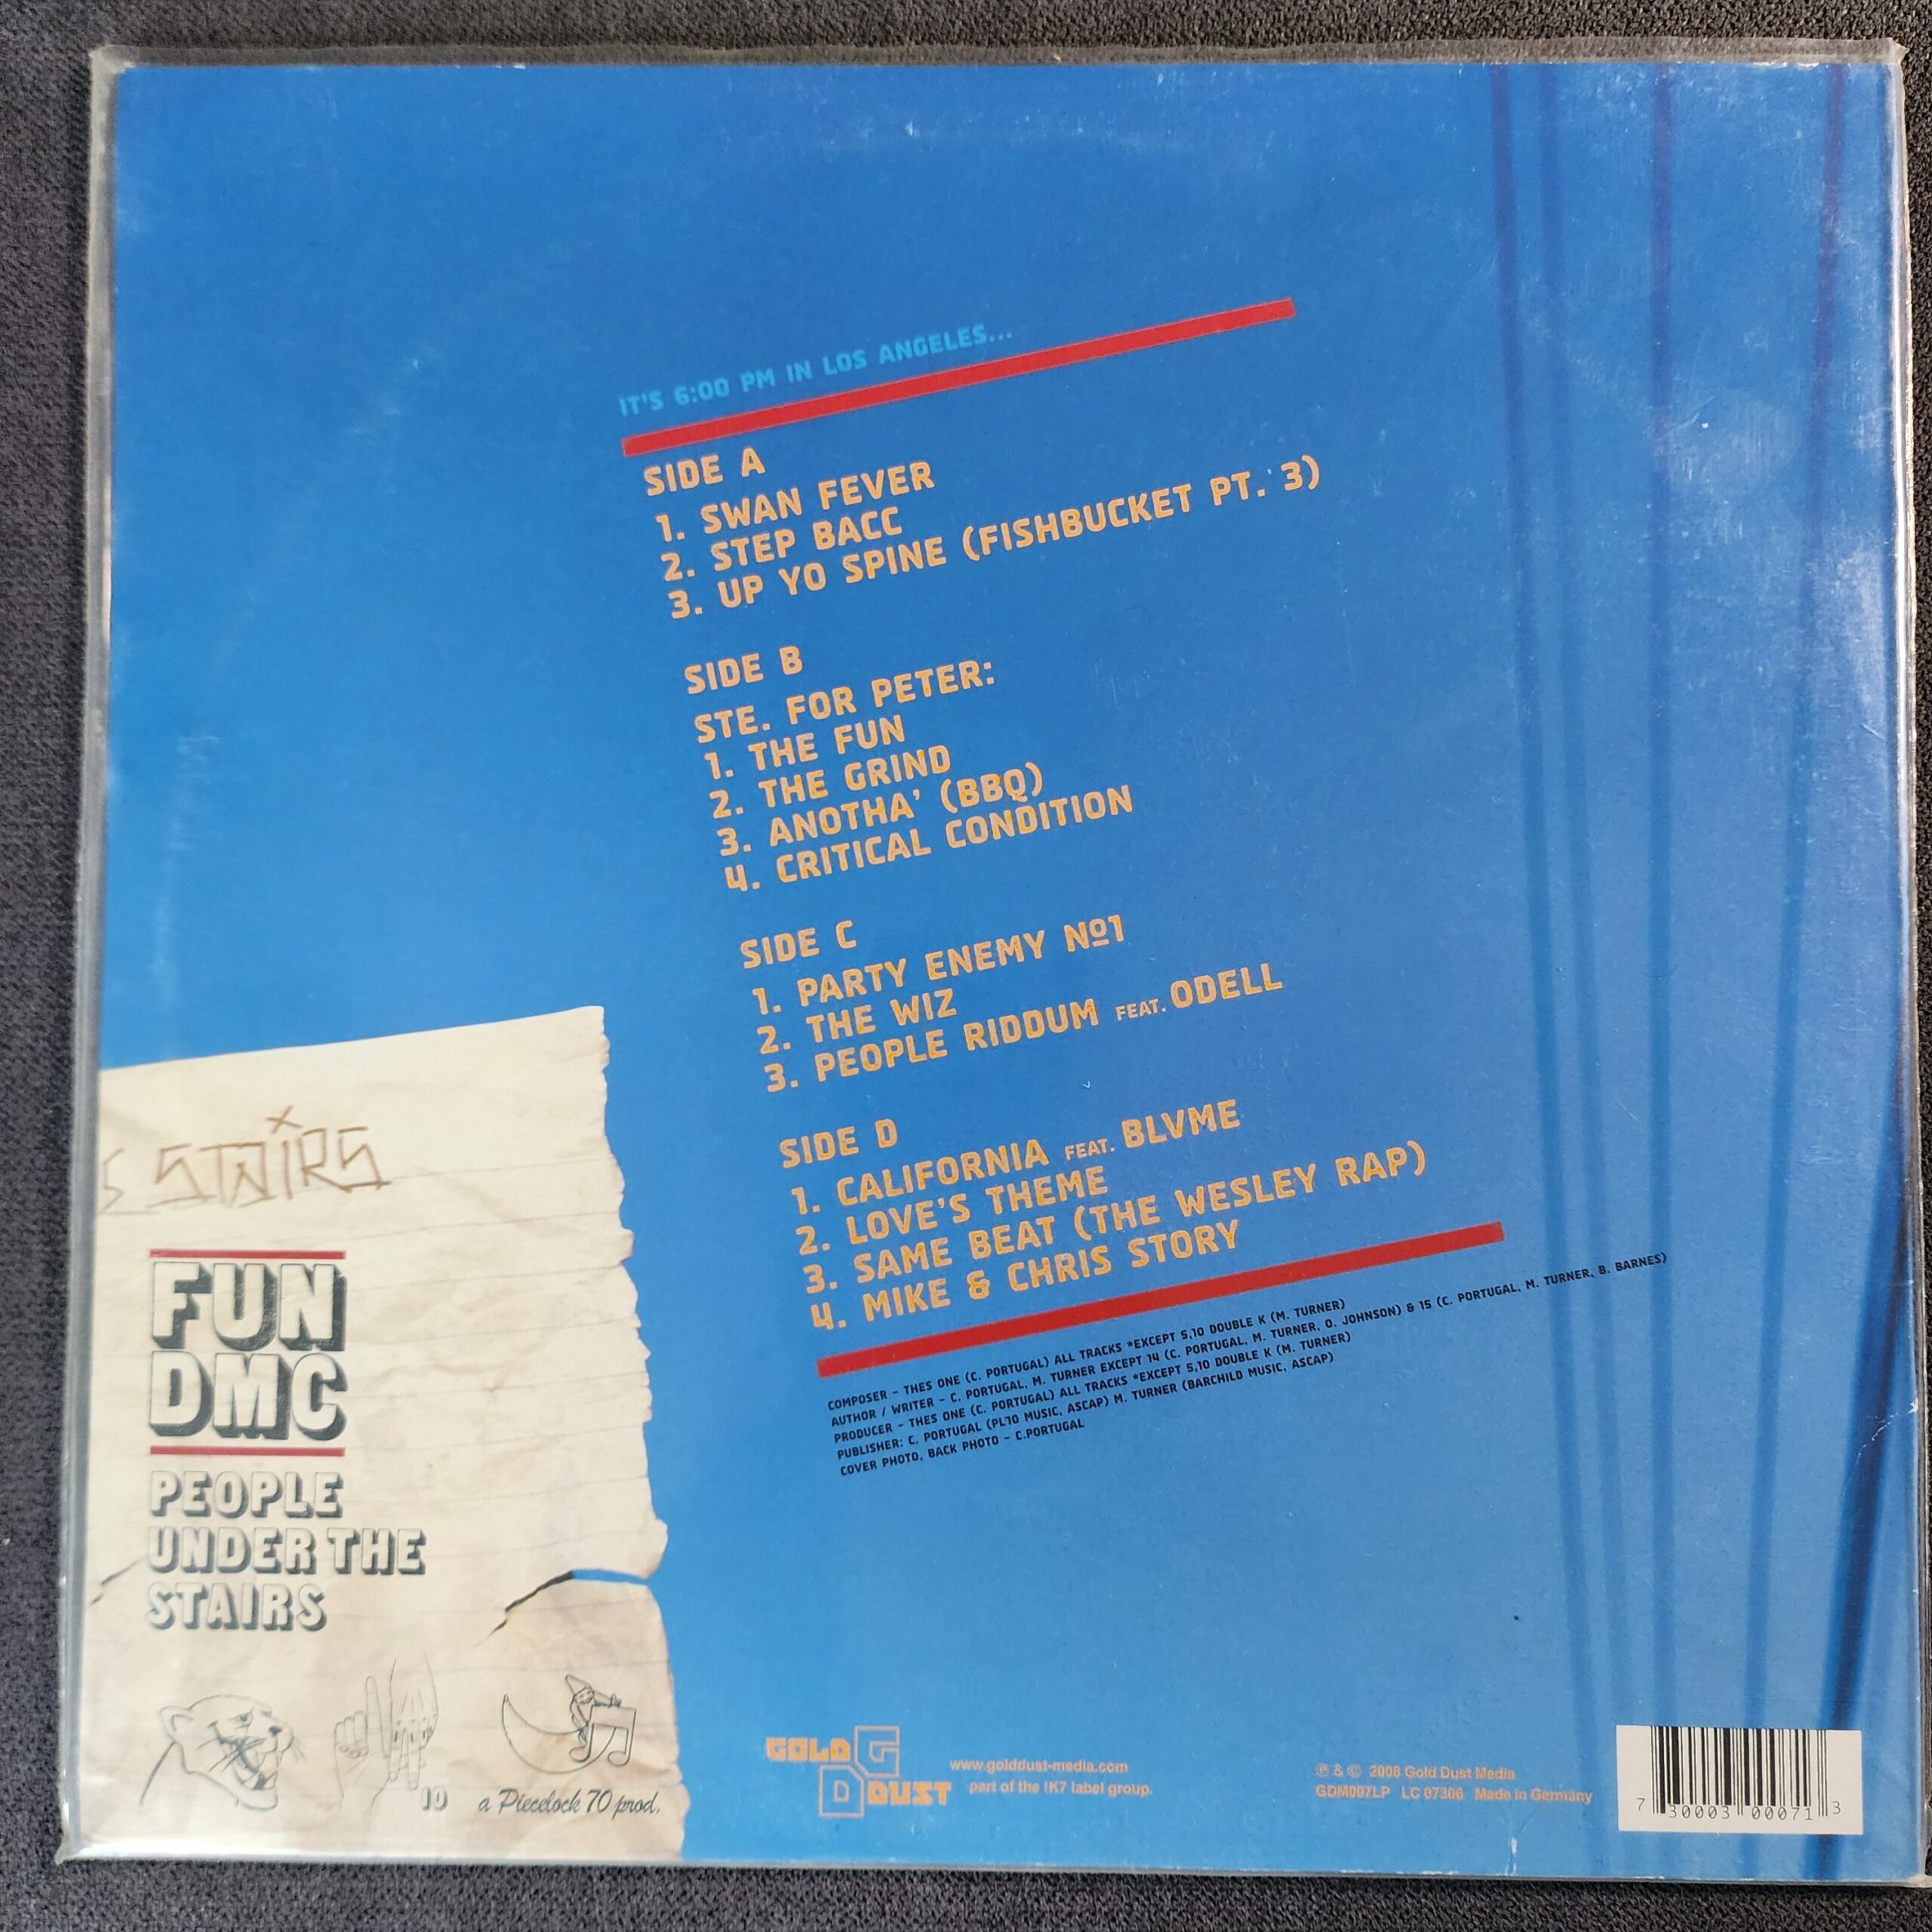 IT'S 6:00 PM IN LOS ANGELES...
SIDE A
1. SWAN FEVER
2. STEP BACC
3. UP YO SPINE (FISHBUCKET PT. 3)
SIDE B
STE. FOR PETER:
1. THE FUN
2. THE GRIND
3. ANOTHA' (BBQ)
4. CRITICAL CONDITION
SIDE C
1. PARTY ENEMY Nº1
2. THE WIZ
3. PEOPLE RIDDUM FEAT. ODELL
SIDE D
1. CALIFORNIA FEAT. BLVME
2. LOVE'S THEME
3. SAME BEAT (THE WESLEY RAP)
4. MIKE & CHRIS STORY
COMPOSER - THES ONE (C. PORTUGAL) ALL TRACKS *EXCEPT 5,10 DOUBLE K (M. TURNER)
AUTHOR / WRITER - C. PORTUGAL, M. TURNER EXCEPT 14 (C. PORTUGAL, M. TURNER, O. JOHNSON) & 15 (C. PORTUGAL, M. TURNER, B. BARNES)
PRODUCER - THES ONE (C. PORTUGAL) ALL TRACKS *EXCEPT 5,10 DOUBLE K (M. TURNER)
PUBLISHER: C. PORTUGAL (PL70 MUSIC, ASCAP) M. TURNER (BARCHILD MUSIC, ASCAP)
COVER PHOTO, BACK PHOTO - C.PORTUGAL
S STAIRS
FUN
DMC
PEOPLE
UNDER THE
STAIRS
10
a Piecelock 70 prod.
GOLD G
D DUST
www.golddust-media.com
part of the !K7 label group.
℗ & © 2008 Gold Dust Media
GDM007LP LC 07306 Made in Germany
7 30003 00071 3